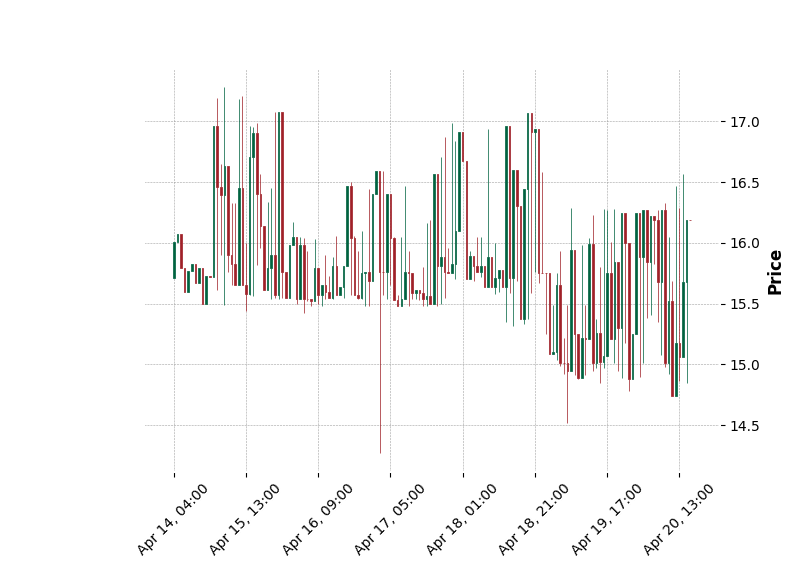 17.0
16.5
16.0
15.5
15.0
14.5
Price
Apr 14, 04:00
Apr 15, 13:00
Apr 16, 09:00
Apr 17, 05:00
Apr 18, 01:00
Apr 18, 21:00
Apr 19, 17:00
Apr 20, 13:00